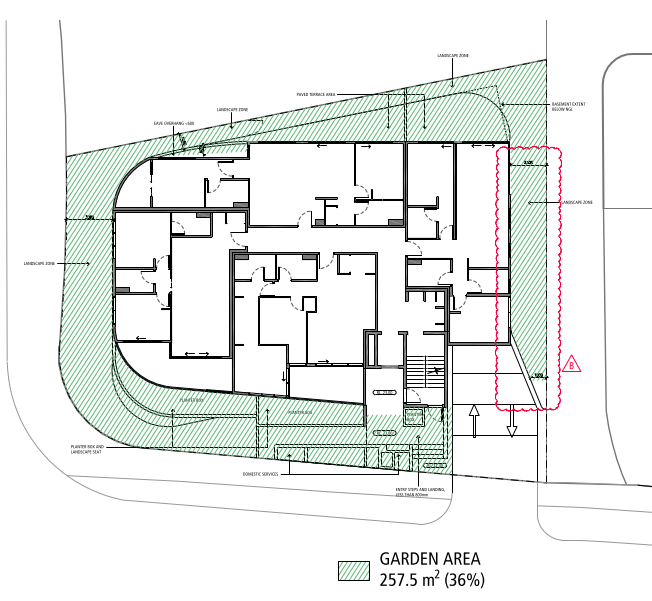 LANDSCAPE ZONE
PAVED TERRACE AREA
BASEMENT EXTENT
BELOW NGL
LANDSCAPE ZONE
EAVE OVERHANG <600
LANDSCAPE ZONE
LANDSCAPE ZONE
B
PLANTER BOX
PLANTER BOX
PLANTER BOX AND
LANDSCAPE SEAT
DOMESTIC SERVICES
ENTRY STEPS AND LANDING,
LESS THAN 800mm
GARDEN AREA
257.5 m² (36%)